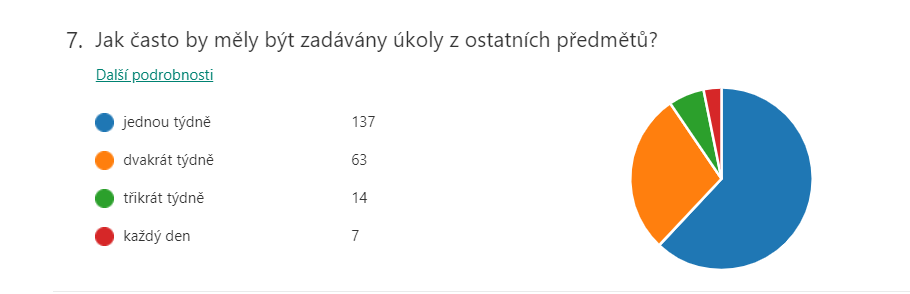 7. Jak často by měly být zadávány úkoly z ostatních předmětů?
Další podrobnosti
jednou týdně 137
dvakrát týdně 63
třikrát týdně 14
každý den 7